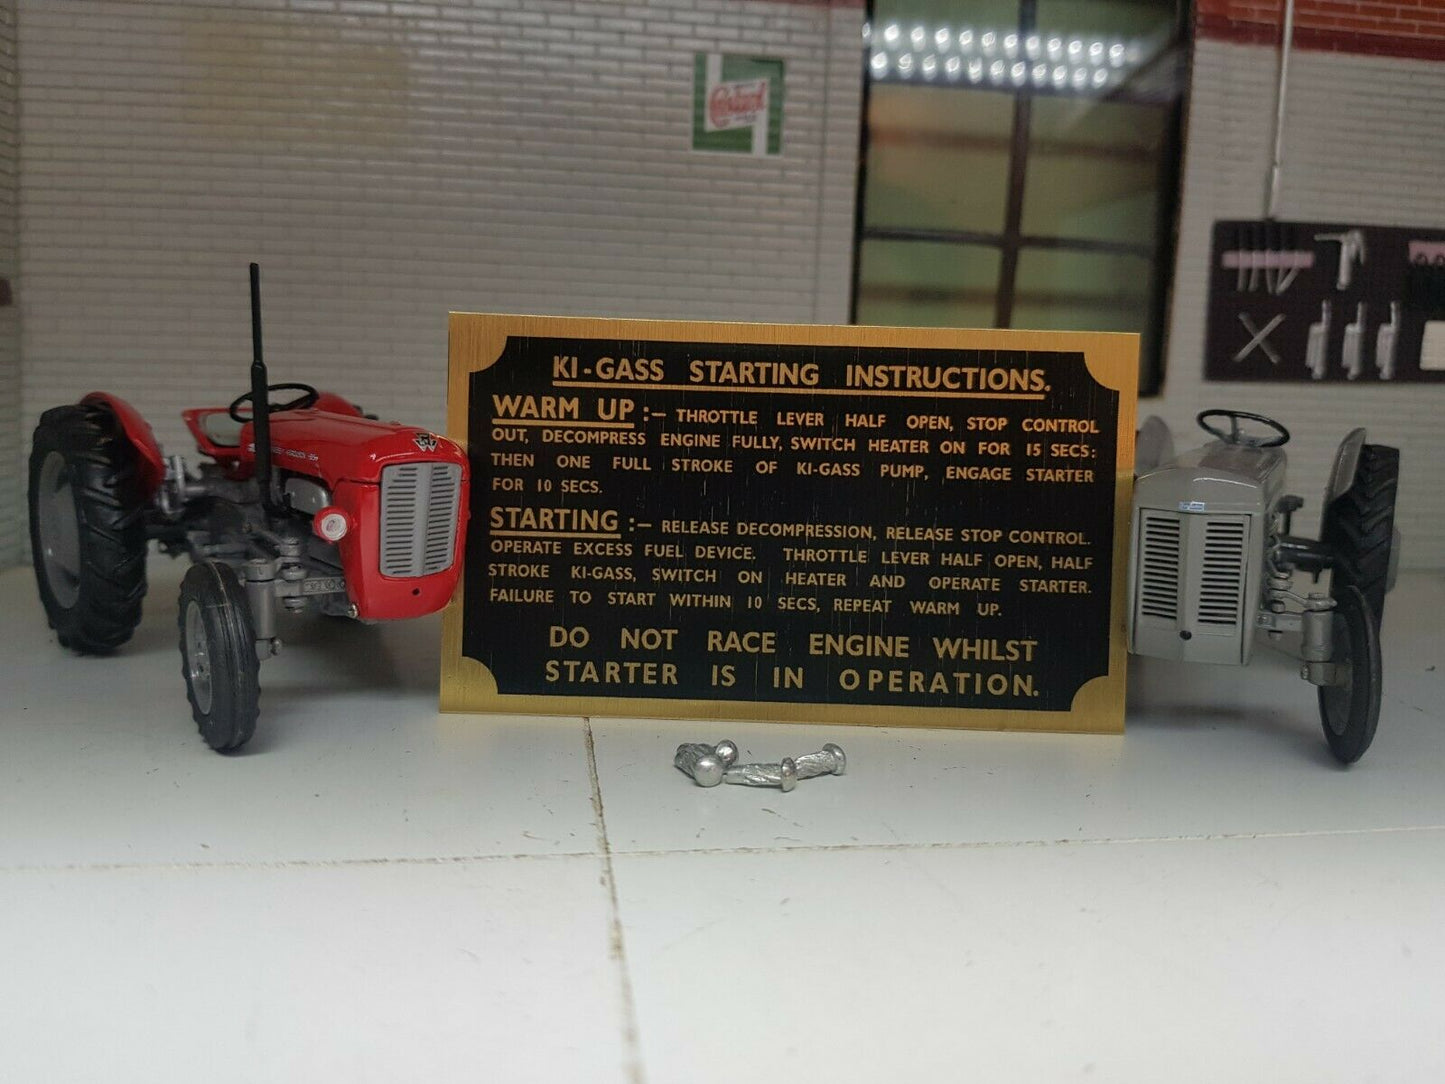 Castrol
KI-GASS STARTING INSTRUCTIONS.
WARM UP :- THROTTLE LEVER HALF OPEN, STOP CONTROL
OUT, DECOMPRESS ENGINE FULLY, SWITCH HEATER ON FOR 15 SECS:
THEN ONE FULL STROKE OF KI-GASS PUMP, ENGAGE STARTER
FOR 10 SECS.
STARTING :- RELEASE DECOMPRESSION, RELEASE STOP CONTROL.
OPERATE EXCESS FUEL DEVICE. THROTTLE LEVER HALF OPEN, HALF
STROKE KI-GASS, SWITCH ON HEATER AND OPERATE STARTER.
FAILURE TO START WITHIN 10 SECS, REPEAT WARM UP.
DO NOT RACE ENGINE WHILST
STARTER IS IN OPERATION.